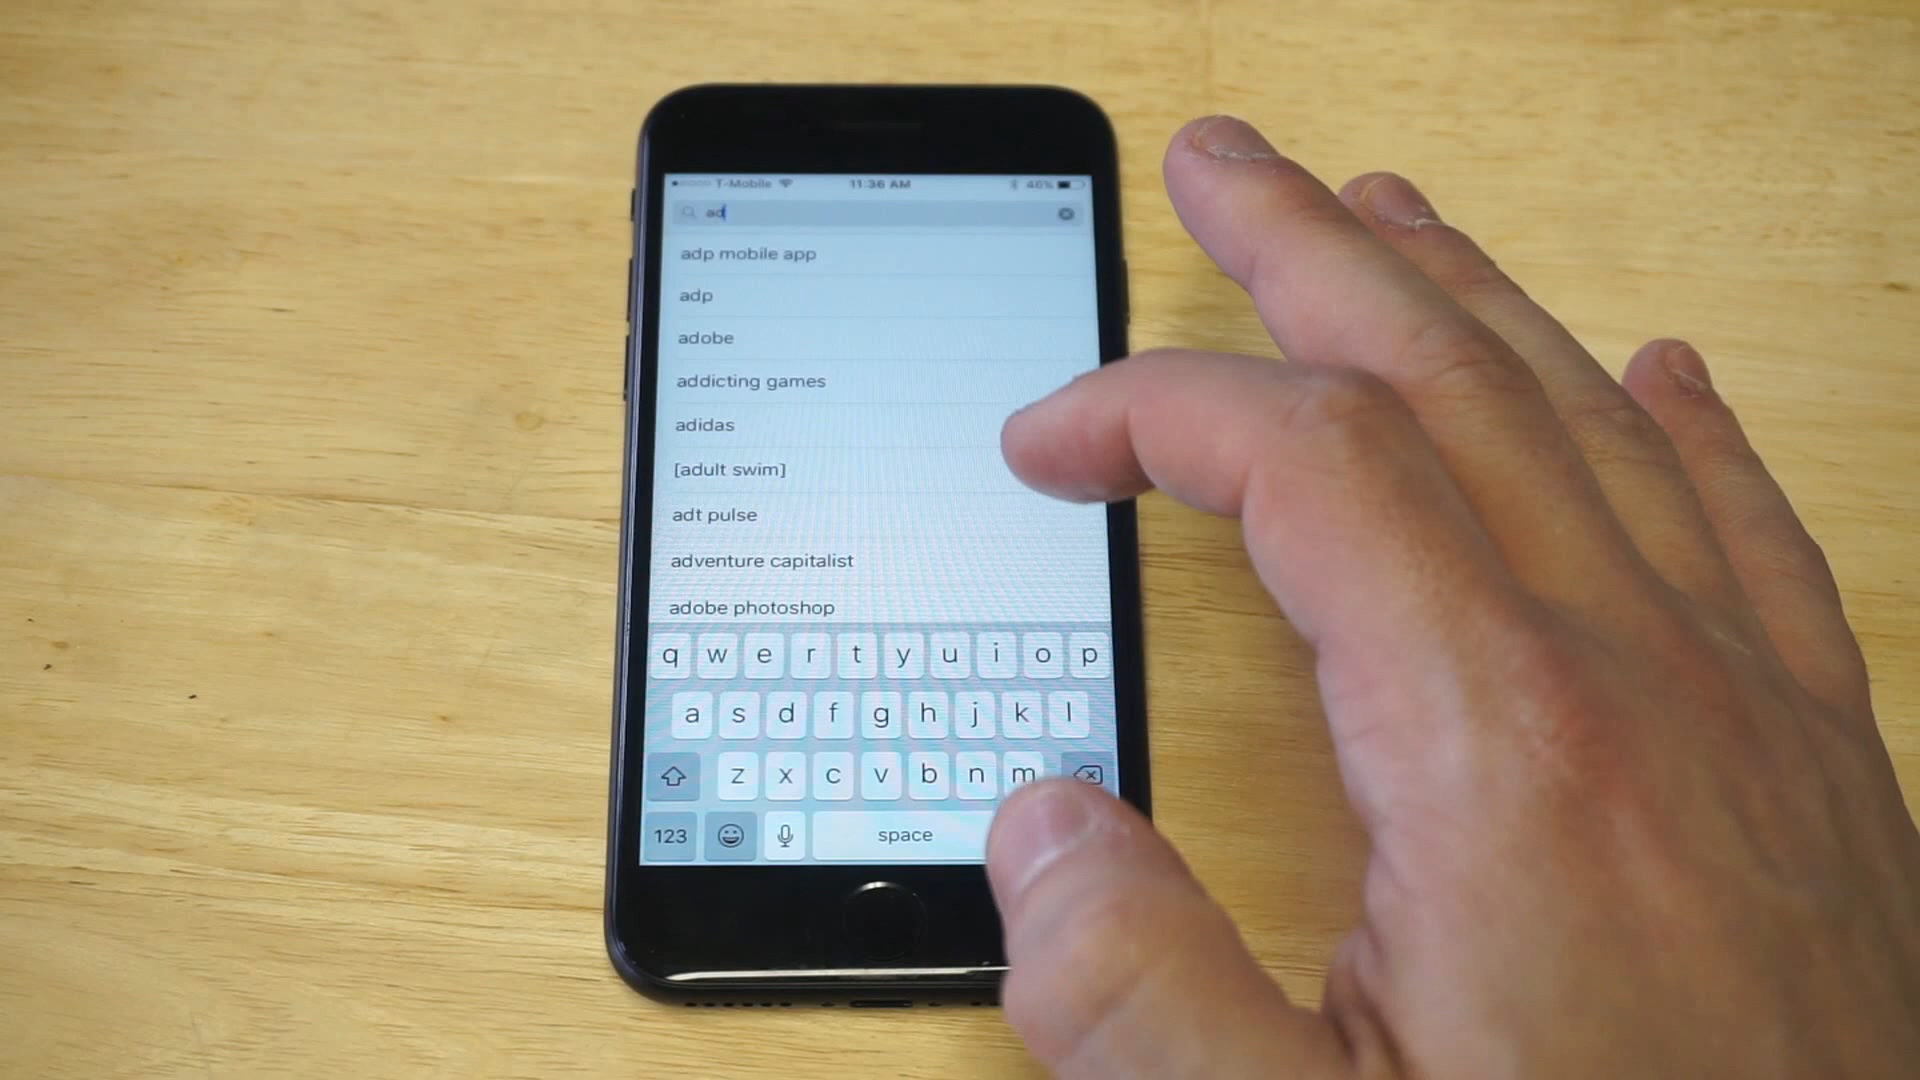 T-Mobile 11:36 AM 46%
ad
adp mobile app
adp
adobe
addicting games
adidas
[adult swim]
adt pulse
adventure capitalist
adobe photoshop
q w e r t y u i o p
a s d f g h j k l
z x c v b n m
123 space